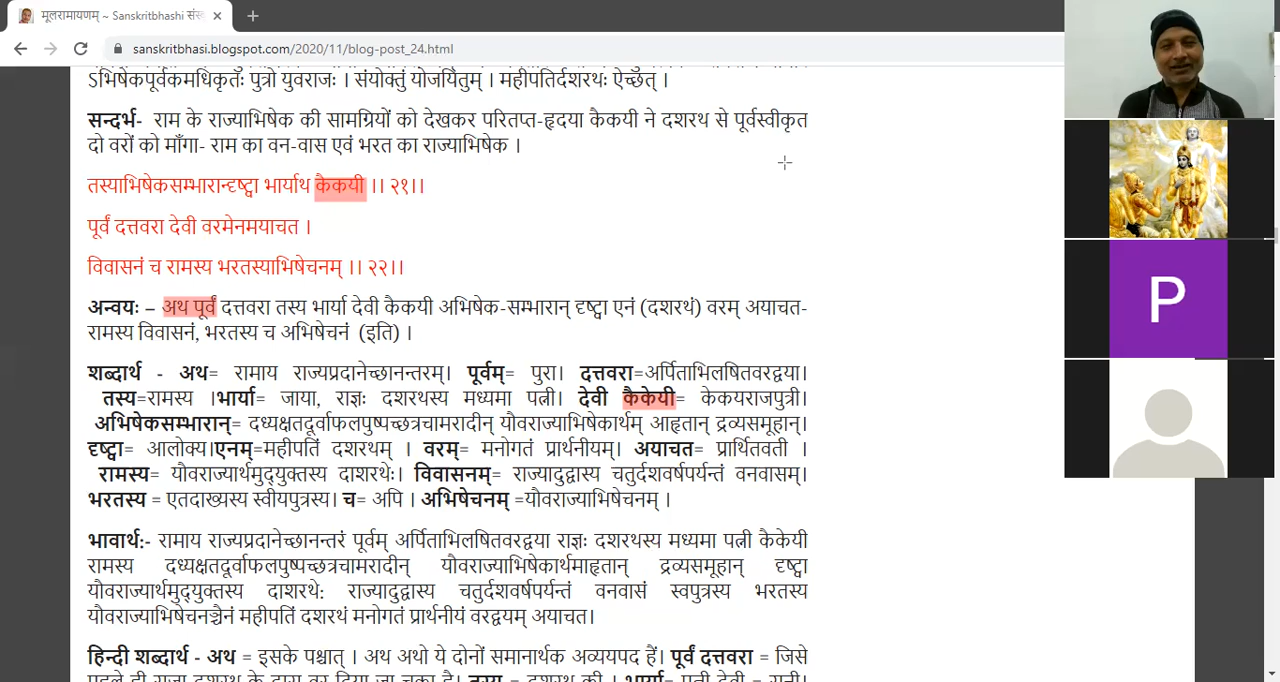 मूलरामायणम् ~ Sanskritbhashi संस्
sanskritbhasi.blogspot.com/2020/11/blog-post_24.html
ऽभिषेकपूर्वकमधिकृतः पुत्रो युवराजः । संयोक्तुं योजयितुम् । महीपतिर्दशरथः ऐच्छत् ।
सन्दर्भ- राम के राज्याभिषेक की सामग्रियों को देखकर परितप्त-हृदया कैकयी ने दशरथ से पूर्वस्वीकृत
दो वरों को माँगा- राम का वन-वास एवं भरत का राज्याभिषेक ।
तस्याभिषेकसम्भारान्दृष्ट्वा भार्याथ कैकयी ।। २१।।
पूर्वं दत्तवरा देवी वरमेनमयाचत ।
विवासनं च रामस्य भरतस्याभिषेचनम् ।। २२।।
अन्वयः – अथ पूर्वं दत्तवरा तस्य भार्या देवी कैकयी अभिषेक-सम्भारान् दृष्ट्वा एनं (दशरथं) वरम् अयाचत-
रामस्य विवासनं, भरतस्य च अभिषेचनं (इति) ।
शब्दार्थ - अथ= रामाय राज्यप्रदानेच्छानन्तरम्। पूर्वम्= पुरा। दत्तवरा=अर्पिताभिलषितवरद्वया।
तस्य=रामस्य ।भार्या= जाया, राज्ञः दशरथस्य मध्यमा पत्नी। देवी कैकेयी= केकयराजपुत्री।
अभिषेकसम्भारान्= दध्यक्षतदूर्वाफलपुष्पच्छत्रचामरादीन् यौवराज्याभिषेकार्थम् आहृतान् द्रव्यसमूहान्।
दृष्ट्वा= आलोक्य।एनम्=महीपतिं दशरथम् । वरम्= मनोगतं प्रार्थनीयम्। अयाचत= प्रार्थितवती ।
रामस्य= यौवराज्यार्थमुद्युक्तस्य दाशरथेः। विवासनम्= राज्यादुद्वास्य चतुर्दशवर्षपर्यन्तं वनवासम्।
भरतस्य = एतदाख्यस्य स्वीयपुत्रस्य। च= अपि । अभिषेचनम् =यौवराज्याभिषेचनम् ।
भावार्थ:- रामाय राज्यप्रदानेच्छानन्तरं पूर्वम् अर्पिताभिलषितवरद्वया राज्ञः दशरथस्य मध्यमा पत्नी कैकेयी
रामस्य दध्यक्षतदूर्वाफलपुष्पच्छत्रचामरादीन् यौवराज्याभिषेकार्थमाहृतान् द्रव्यसमूहान् दृष्ट्वा
यौवराज्यार्थमुद्युक्तस्य दाशरथे: राज्यादुद्वास्य चतुर्दशवर्षपर्यन्तं वनवासं स्वपुत्रस्य भरतस्य
यौवराज्याभिषेचनञ्चैनं महीपतिं दशरथं मनोगतं प्रार्थनीयं वरद्वयम् अयाचत।
हिन्दी शब्दार्थ - अथ = इसके पश्चात् । अथ अथो ये दोनों समानार्थक अव्ययपद हैं। पूर्वं दत्तवरा = जिसे
पहले ही राजा दशरथ के द्वारा वर दिया जा चुका है। तस्य = दशरथ की । भार्या= पत्नी देवी = रानी।
P